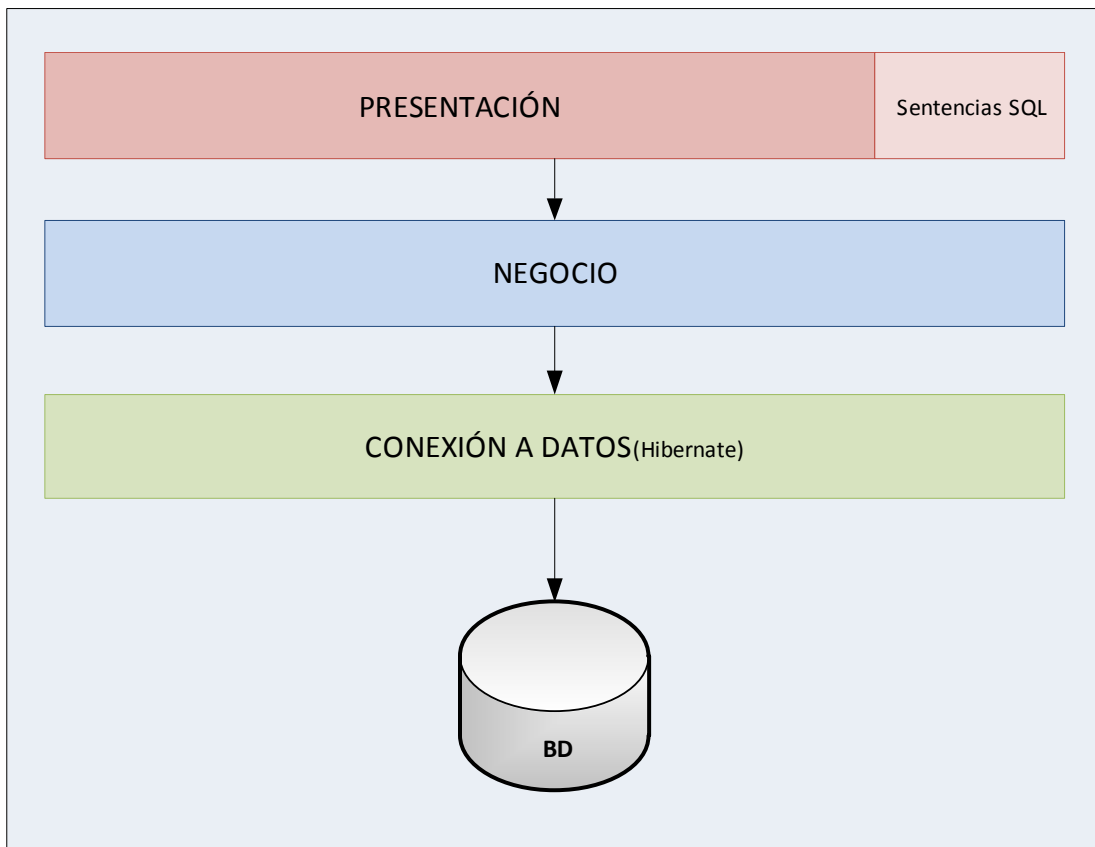 PRESENTACIÓN
Sentencias SQL
NEGOCIO
CONEXIÓN A DATOS(Hibernate)
BD